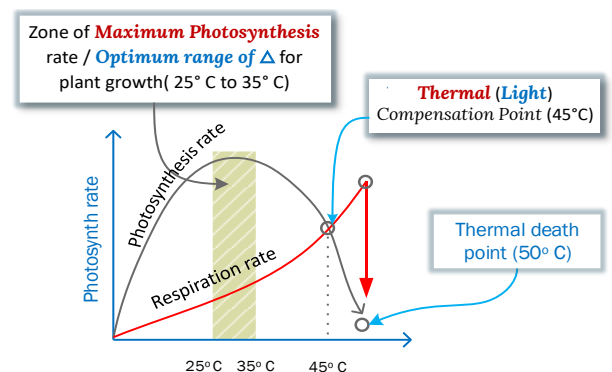 Zone of Maximum Photosynthesis
rate / Optimum range of Δ for
plant growth( 25° C to 35° C)
Thermal (Light)
Compensation Point (45°C)
Photosynthesis rate
Photosynth rate
Respiration rate
Thermal death
point (50° C)
25° C
35° C
45° C